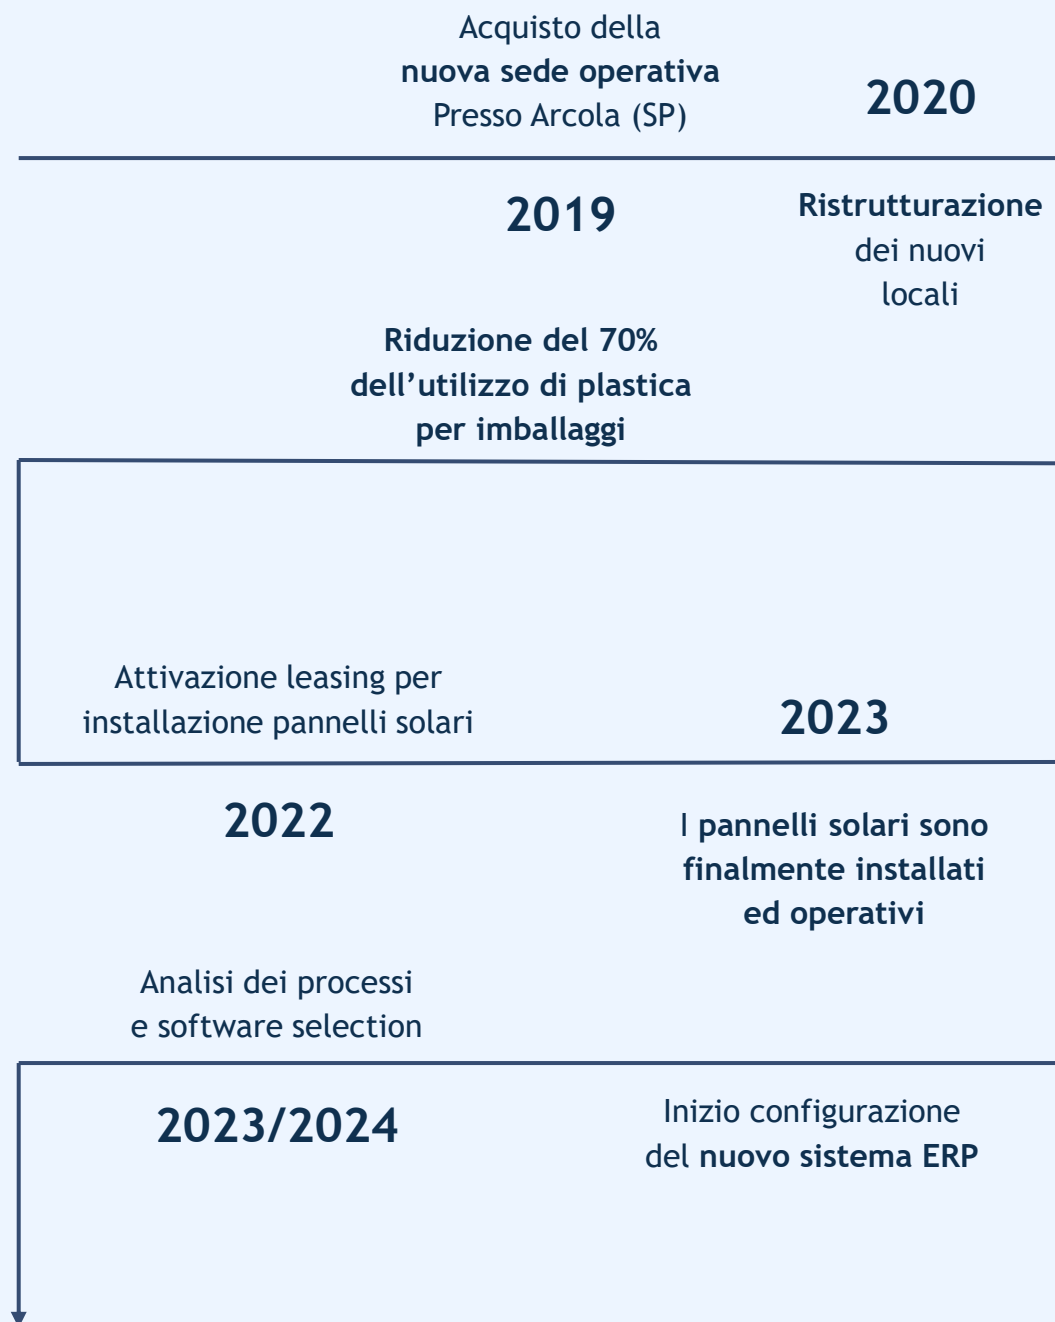 Acquisto della
nuova sede operativa
Presso Arcola (SP)
2019
2020
Ristrutturazione
dei nuovi
locali
Riduzione del 70%
dell’utilizzo di plastica
per imballaggi
Attivazione leasing per
installazione pannelli solari
2022
2023
I pannelli solari sono
finalmente installati
ed operativi
Analisi dei processi
e software selection
2023/2024
Inizio configurazione
del nuovo sistema ERP